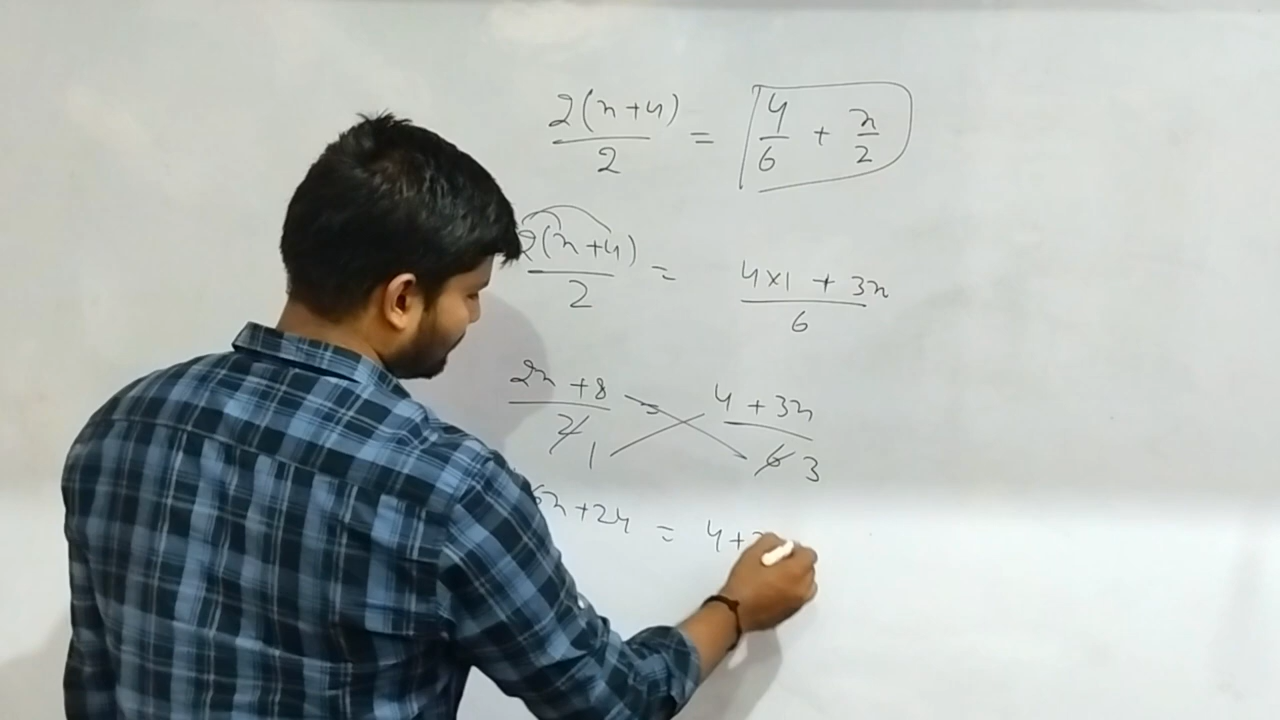 2(x+4)/2 = 4/6 + x/2
2(x+4)/2 = 4×1 + 3x/6
2x + 8/2 1 = 4 + 3x/6 3
6x + 24 = 4 +